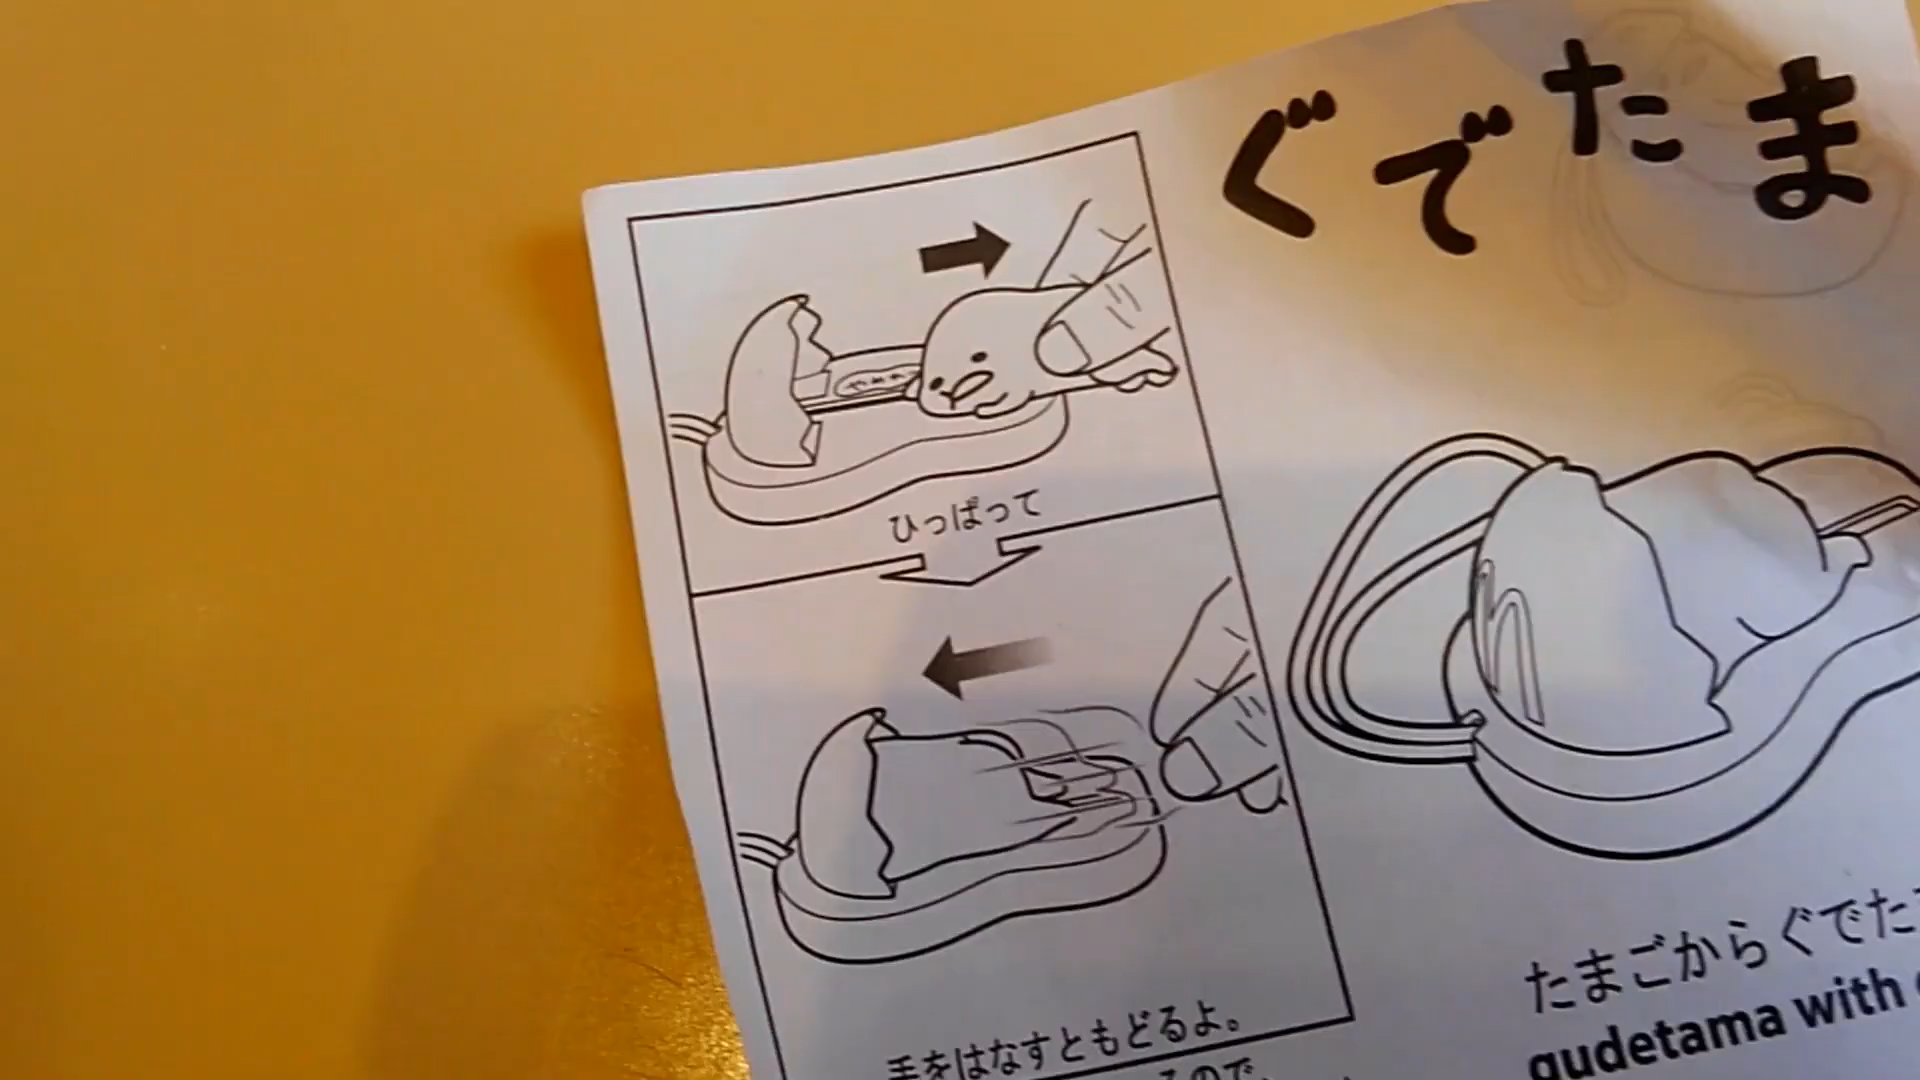 ぐでたま
ひっぱって
手をはなすともどるよ。
たまごからぐでた
gudetama with